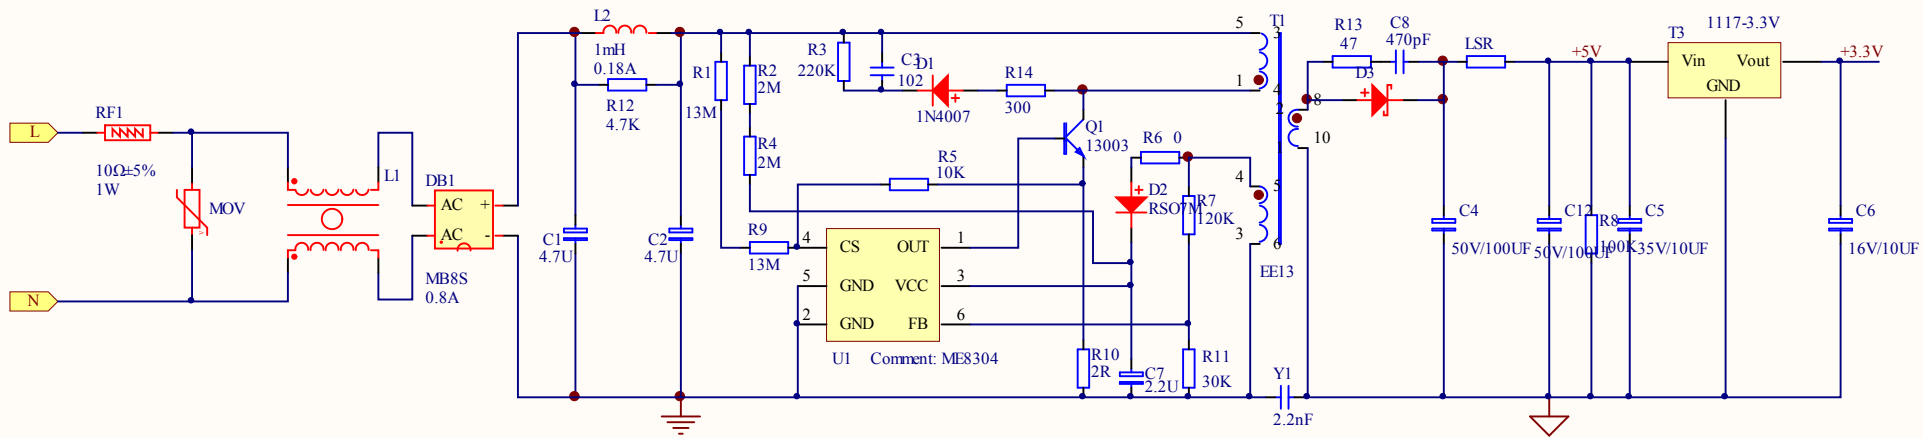 L
N
RF1
10Ω±5%
1W
MOV
L1
DB1
AC
+
AC
-
MB8S
0.8A
L2
1mH
0.18A
R12
4.7K
C1
4.7U
C2
4.7U
R1
13M
R2
2M
R4
2M
R9
13M
R3
220K
C3
102
D1
1N4007
R14
300
Q1
13003
R5
10K
4
CS
OUT
1
5
GND
VCC
3
2
GND
FB
6
U1
Comment: ME8304
R6
0
D2
RSO7M
R7
120K
R10
2R
C7
2.2U
R11
30K
T1
5
3
1
4
2
8
10
1
4
5
3
6
EE13
Y1
2.2nF
R13
47
C8
470pF
D3
LSR
C4
50V/100UF
+5V
C12
50V/100UF
R8
100K
C5
35V/10UF
T3
1117-3.3V
Vin
Vout
GND
+3.3V
C6
16V/10UF